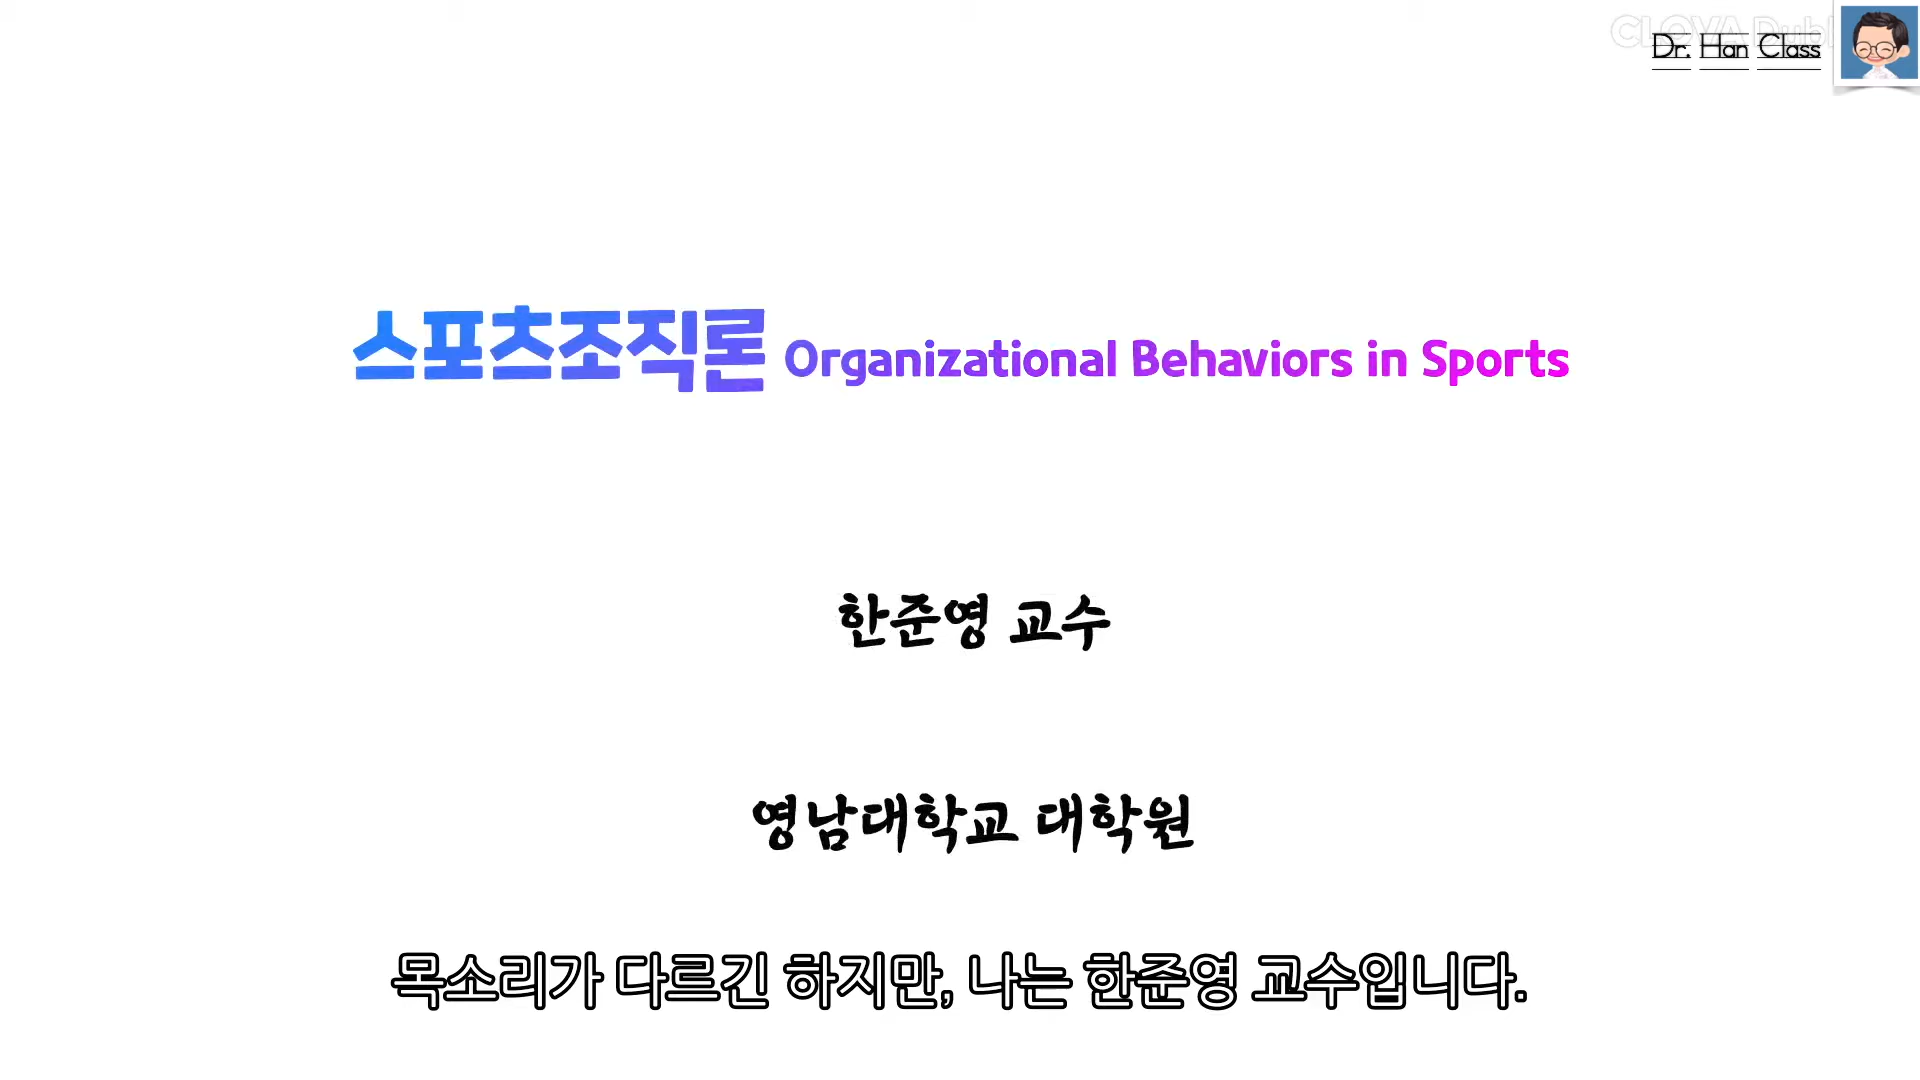 Dr. Han Class
스포츠조직론 Organizational Behaviors in Sports
한준영 교수
영남대학교 대학원
목소리가 다르긴 하지만, 나는 한준영 교수입니다.